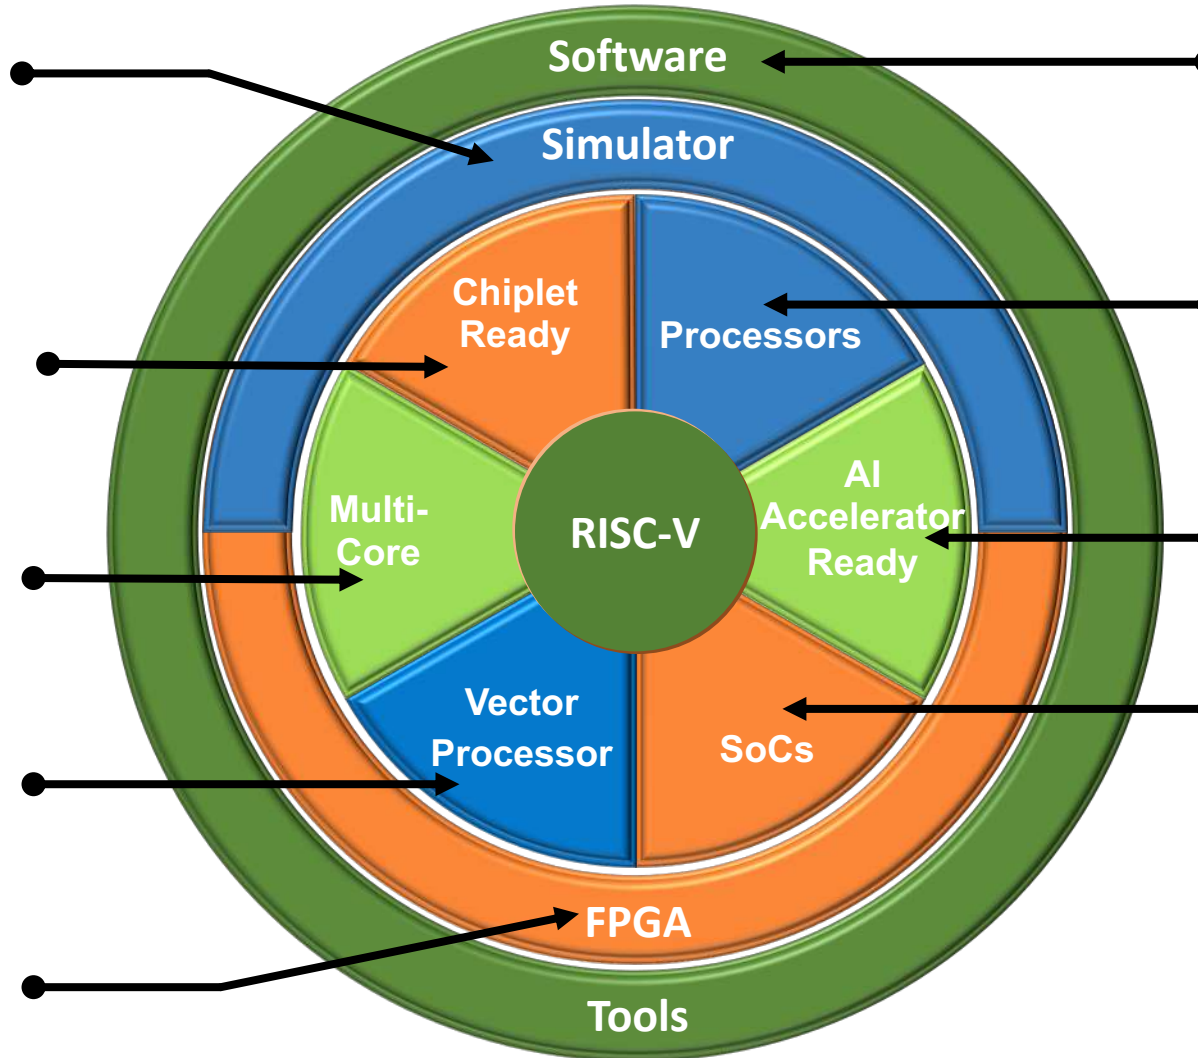 Software
Simulator
Chiplet
Ready
Processors
Multi-
Core
RISC-V
AI
Accelerator
Ready
Vector
Processor
SoCs
FPGA
Tools